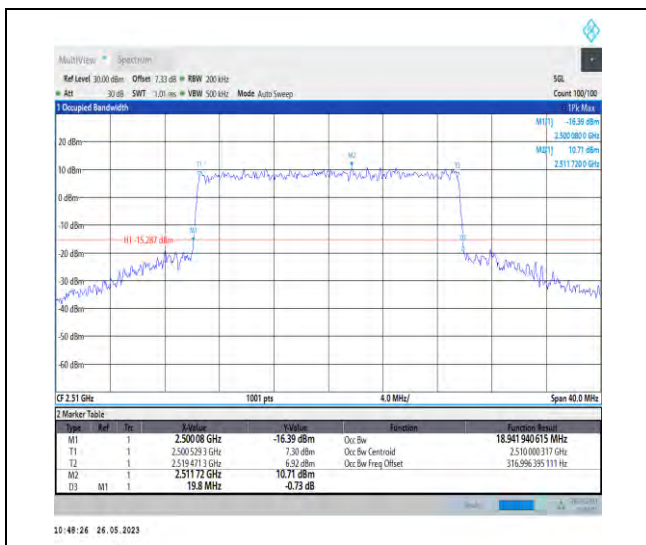 MultiView Spectrum
Ref Level 30.00 dBm Offset 7.33 dB RBW 200 kHz SGL
Att 30 dB SWT 1.01 ms VBW 500 kHz Mode Auto Sweep Count 100/100
1 Occupied Bandwidth 1Pk Max
M1[1] -16.39 dBm
2.500 080 0 GHz
M2[1] 10.71 dBm
2.511 720 0 GHz
20 dBm
M2
T1
10 dBm
0 dBm
-10 dBm
M1
H1 -15.287 dBm
-20 dBm
-30 dBm
-40 dBm
-50 dBm
-60 dBm
CF 2.51 GHz 1001 pts 4.0 MHz/ Span 40.0 MHz
2 Marker Table
Type Ref Trc X-Value Y-Value Function Function Result
M1 1 2.500 08 GHz -16.39 dBm Occ Bw 18.941 940 615 MHz
T1 1 2.500 529 3 GHz 7.30 dBm Occ Bw Centroid 2.510 000 317 GHz
T2 1 2.519 471 3 GHz 6.92 dBm Occ Bw Freq Offset 316.996 395 111 Hz
M2 1 2.511 72 GHz 10.71 dBm
D3 M1 1 19.8 MHz -0.73 dB
10:48:26 26.05.2023